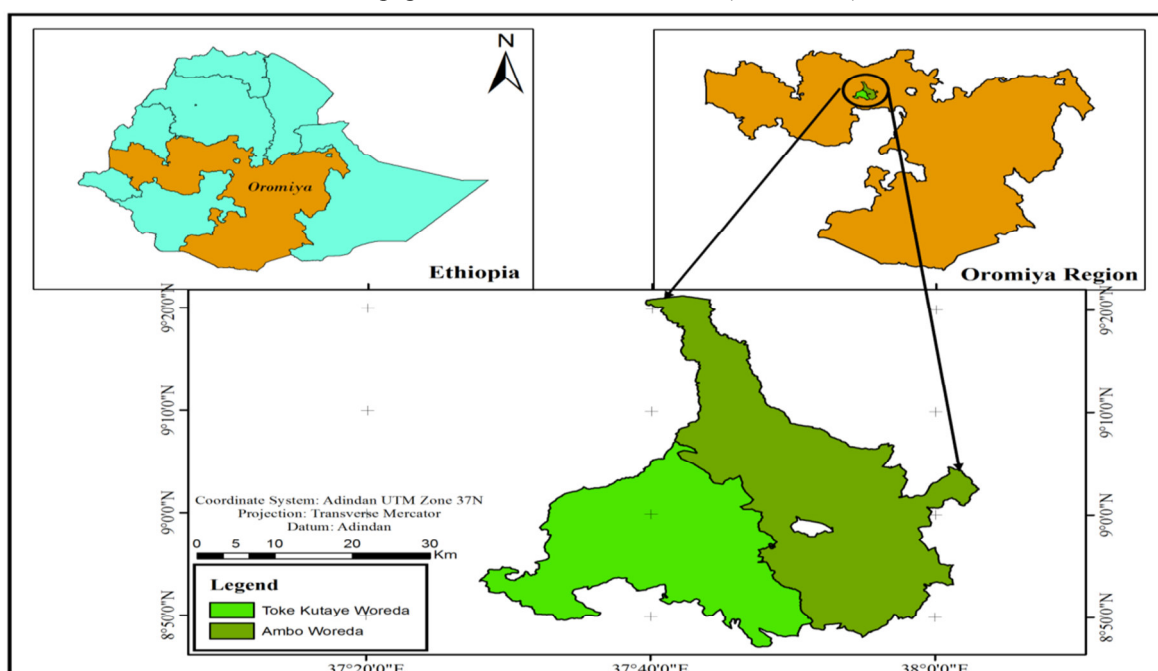 N
Oromiya
Ethiopia
Oromiya Region
9°20'0"N
9°20'0"N
9°10'0"N
9°10'0"N
9°0'0"N
9°0'0"N
8°50'0"N
8°50'0"N
Coordinate System: Adindan UTM Zone 37N
Projection: Transverse Mercator
Datum: Adindan
0 5 10 20 30
Km
Legend
Toke Kutaye Woreda
Ambo Woreda
37°20'0"E
37°40'0"E
38°0'0"E